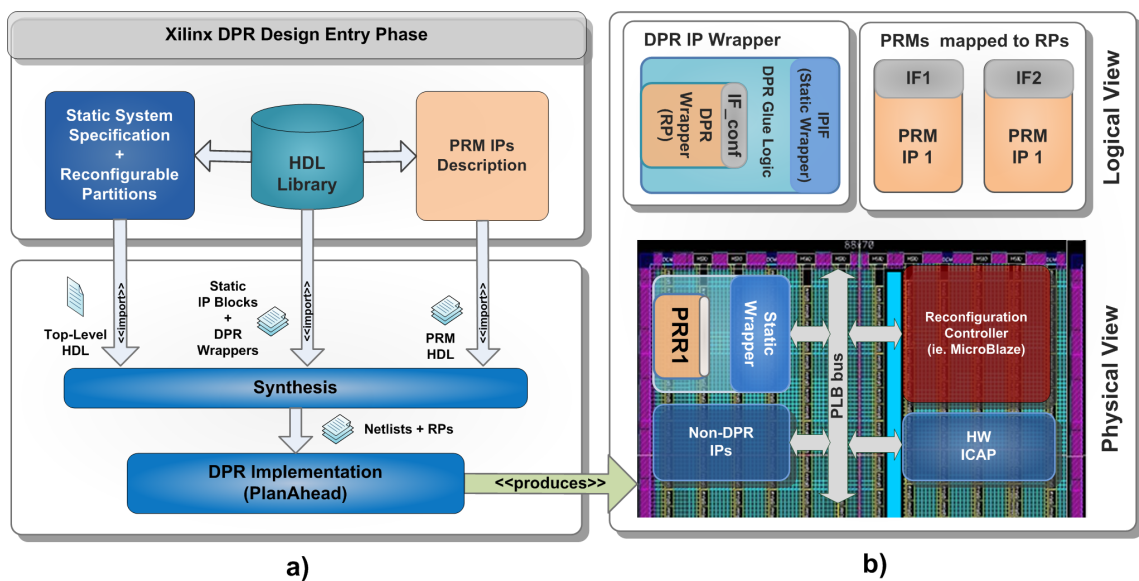 Xilinx DPR Design Entry Phase
Static System
Specification
+
Reconfigurable
Partitions
HDL
Library
PRM IPs
Description
<<import>>
<<import>>
<<import>>
Top-Level
HDL
Static
IP Blocks
+
DPR
Wrappers
PRM
HDL
Synthesis
Netlists + RPs
DPR Implementation
(PlanAhead)
<<produces>>
a)
DPR IP Wrapper
DPR
Wrapper
(RP)
IF_conf
DPR Glue Logic
IPIF
(Static Wrapper)
PRMs mapped to RPs
IF1
PRM
IP 1
IF2
PRM
IP 1
Logical View
PRR1
Static
Wrapper
Non-DPR
IPs
PLB bus
Reconfiguration
Controller
(ie. MicroBlaze)
HW
ICAP
Physical View
b)